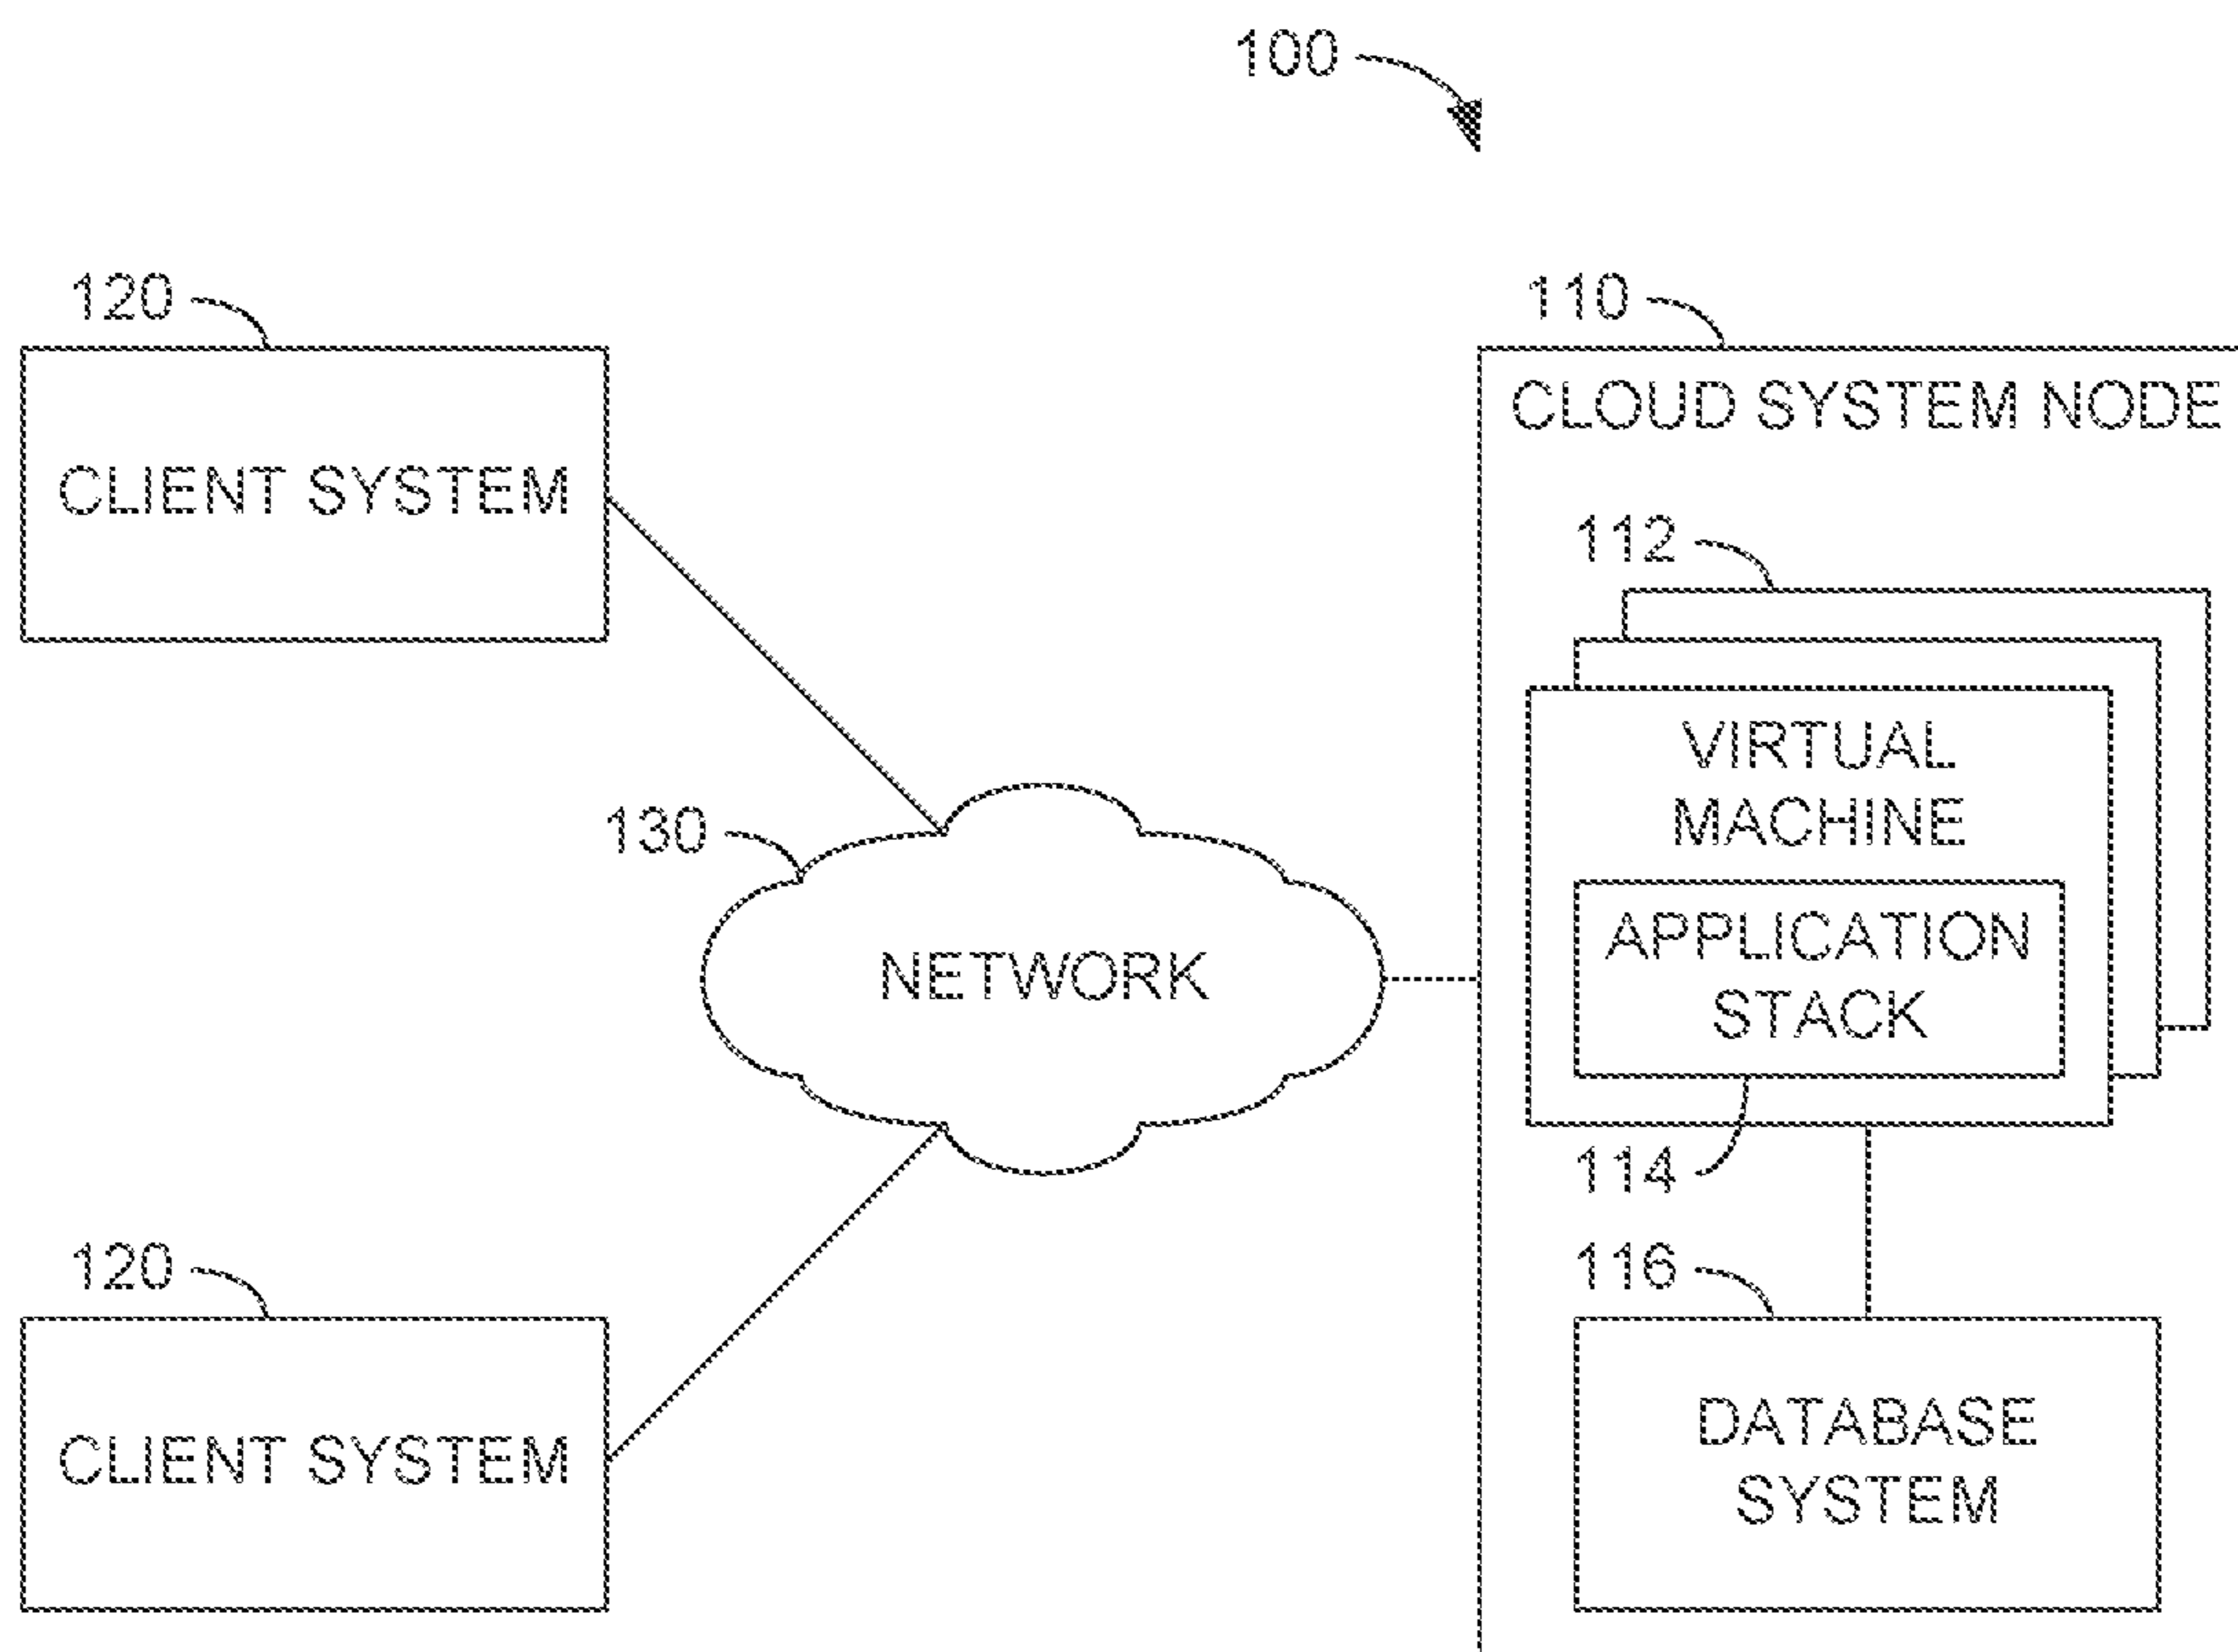 100
120
110
CLIENT SYSTEM
CLOUD SYSTEM NODE
112
VIRTUAL
MACHINE
130
NETWORK
APPLICATION
STACK
114
120
116
CLIENT SYSTEM
DATABASE
SYSTEM